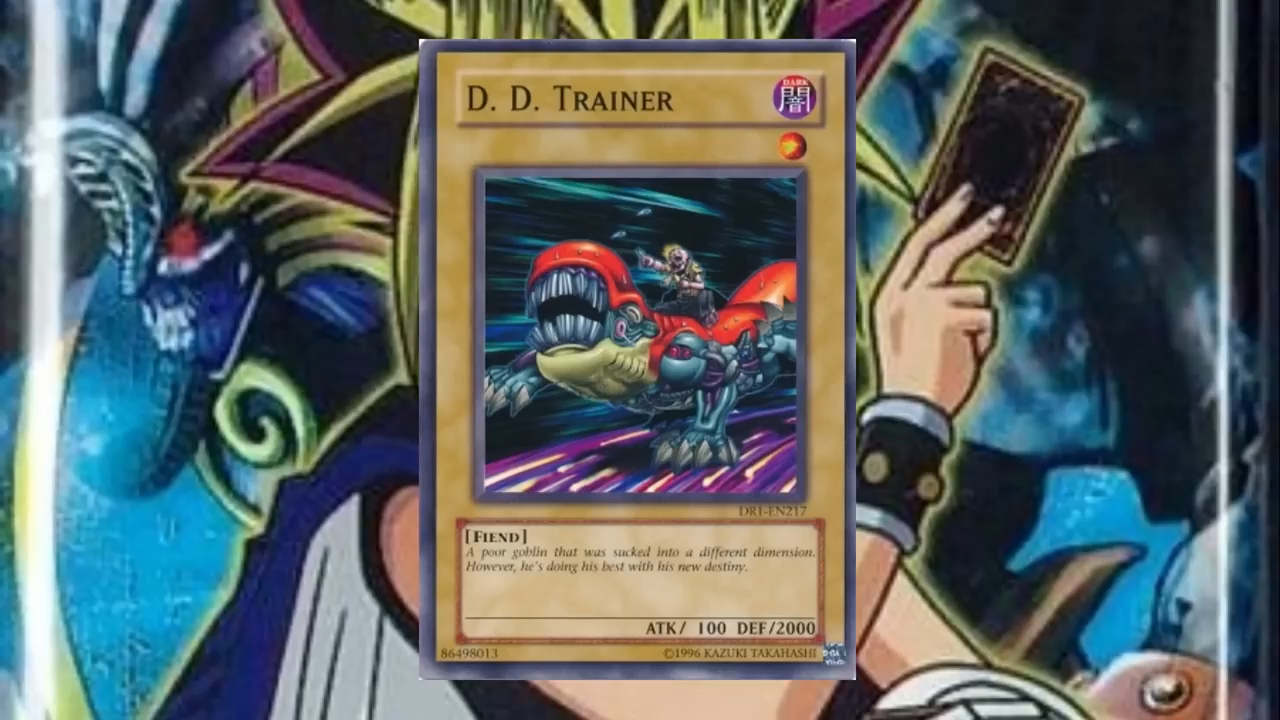 D. D. TRAINER
DARK
闇
DR1-EN217
[FIEND]
A poor goblin that was sucked into a different dimension.
However, he's doing his best with his new destiny.
ATK/ 100 DEF/2000
86498013 ©1996 KAZUKI TAKAHASHI